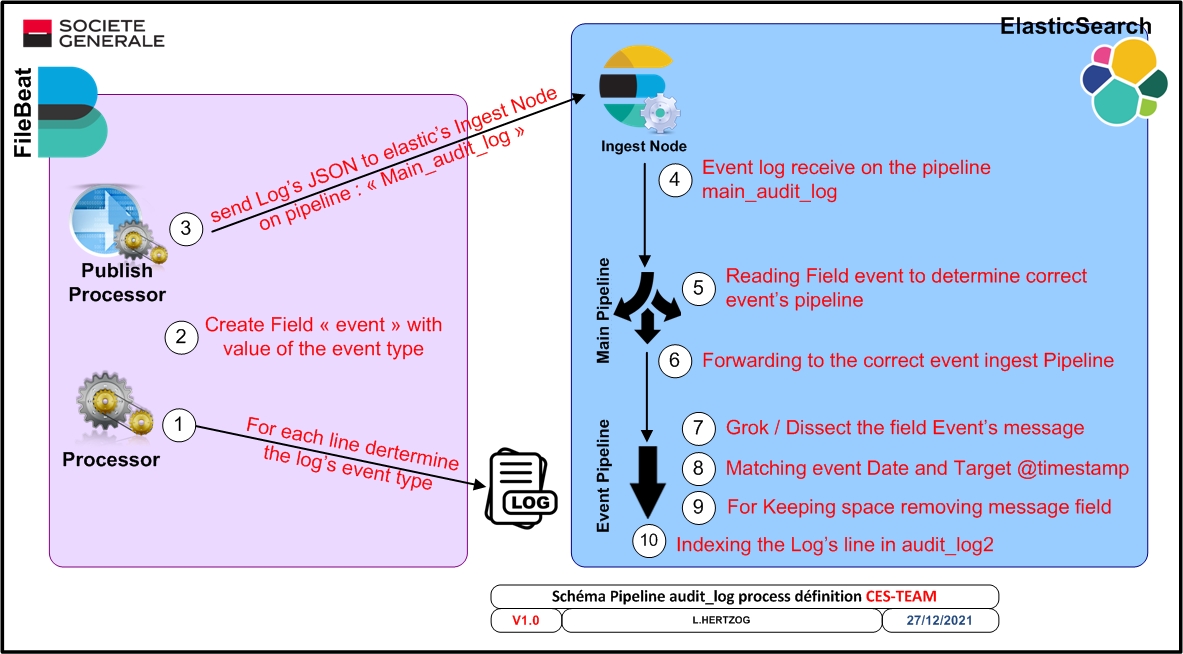 SOCIETE
GENERALE
FileBeat
3
send Log's JSON to elastic's Ingest Node
on pipeline : « Main_audit_log »
Publish
Processor
2
Create Field « event » with
value of the event type
1
For each line dertermine
the log's event type
Processor
LOG
ElasticSearch
Ingest Node
4
Event log receive on the pipeline
main_audit_log
Main Pipeline
5
Reading Field event to determine correct
event's pipeline
6
Forwarding to the correct event ingest Pipeline
Event Pipeline
7
Grok / Dissect the field Event's message
8
Matching event Date and Target @timestamp
9
For Keeping space removing message field
10
Indexing the Log's line in audit_log2
Schéma Pipeline audit_log process définition CES-TEAM
V1.0
L.HERTZOG
27/12/2021